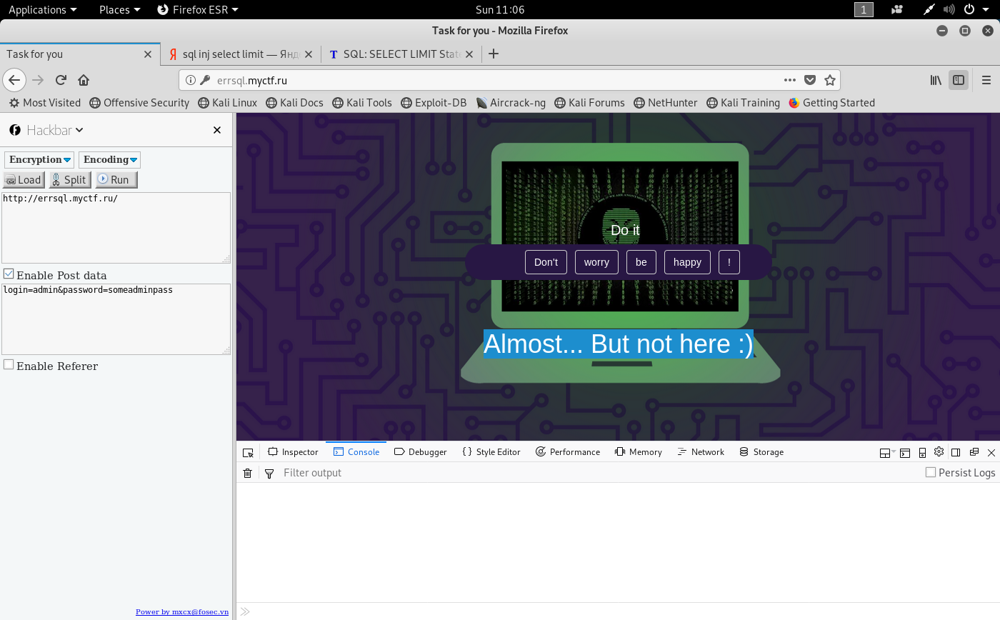 Applications Places Firefox ESR Sun 11:06 1
Task for you - Mozilla Firefox
Task for you sql inj select limit — Янд T SQL: SELECT LIMIT Stat
errsql.myctf.ru
Most Visited Offensive Security Kali Linux Kali Docs Kali Tools Exploit-DB Aircrack-ng Kali Forums NetHunter Kali Training Getting Started
Hackbar
Encryption Encoding
Load Split Run
http://errsql.myctf.ru/
Enable Post data
login=admin&password=someadminpass
Enable Referer
Power by mxcx@fosec.vn
Do it
Don't worry be happy !
Almost... But not here :)
Inspector Console Debugger Style Editor Performance Memory Network Storage
Filter output Persist Logs